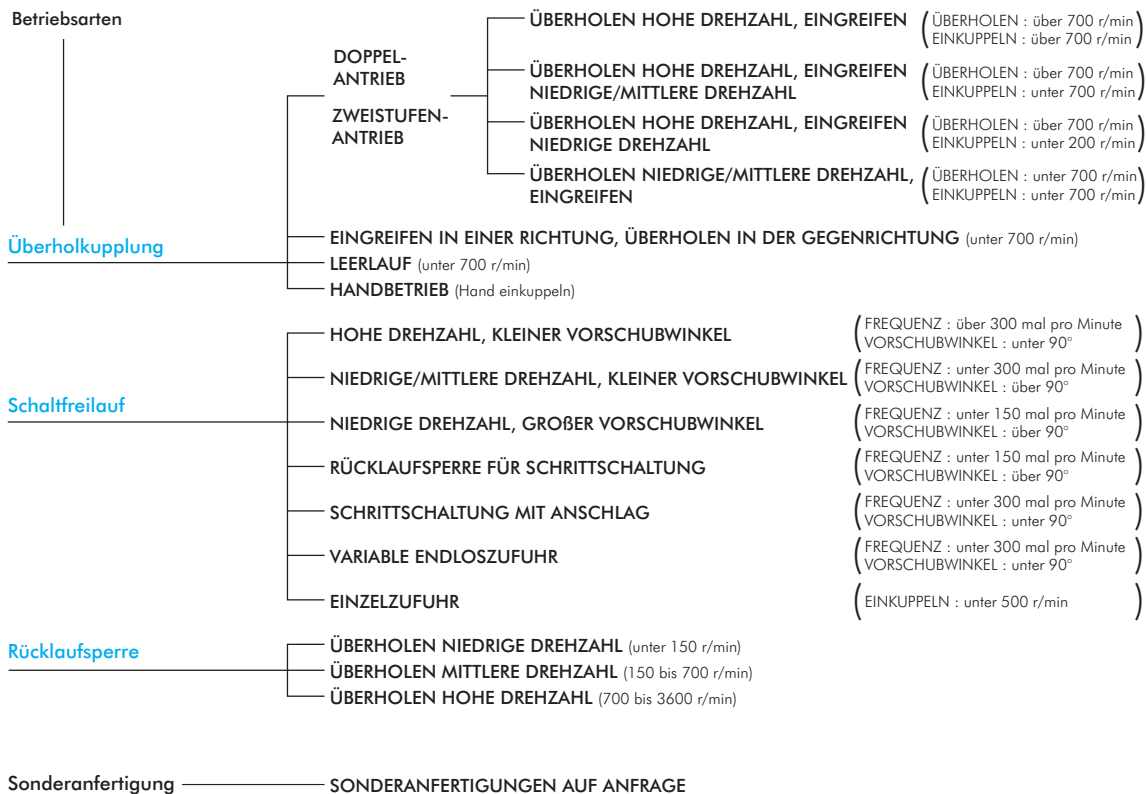 Betriebsarten
DOPPEL-
ANTRIEB
ZWEISTUFEN-
ANTRIEB
ÜBERHOLEN HOHE DREHZAHL, EINGREIFEN
(ÜBERHOLEN : über 700 r/min
EINKUPPELN : über 700 r/min)
ÜBERHOLEN HOHE DREHZAHL, EINGREIFEN
NIEDRIGE/MITTLERE DREHZAHL
(ÜBERHOLEN : über 700 r/min
EINKUPPELN : unter 700 r/min)
ÜBERHOLEN HOHE DREHZAHL, EINGREIFEN
NIEDRIGE DREHZAHL
(ÜBERHOLEN : über 700 r/min
EINKUPPELN : unter 200 r/min)
ÜBERHOLEN NIEDRIGE/MITTLERE DREHZAHL,
EINGREIFEN
(ÜBERHOLEN : unter 700 r/min
EINKUPPELN : unter 700 r/min)
Überholkupplung
EINGREIFEN IN EINER RICHTUNG, ÜBERHOLEN IN DER GEGENRICHTUNG (unter 700 r/min)
LEERLAUF (unter 700 r/min)
HANDBETRIEB (Hand einkuppeln)
Schaltfreilauf
HOHE DREHZAHL, KLEINER VORSCHUBWINKEL
(FREQUENZ : über 300 mal pro Minute
VORSCHUBWINKEL : unter 90°)
NIEDRIGE/MITTLERE DREHZAHL, KLEINER VORSCHUBWINKEL
(FREQUENZ : unter 300 mal pro Minute
VORSCHUBWINKEL : über 90°)
NIEDRIGE DREHZAHL, GROßER VORSCHUBWINKEL
(FREQUENZ : unter 150 mal pro Minute
VORSCHUBWINKEL : über 90°)
RÜCKLAUFSPERRE FÜR SCHRITTSCHALTUNG
(FREQUENZ : unter 150 mal pro Minute
VORSCHUBWINKEL : über 90°)
SCHRITTSCHALTUNG MIT ANSCHLAG
(FREQUENZ : unter 300 mal pro Minute
VORSCHUBWINKEL : unter 90°)
VARIABLE ENDLOSZUFUHR
(FREQUENZ : unter 300 mal pro Minute
VORSCHUBWINKEL : unter 90°)
EINZELZUFUHR
(EINKUPPELN : unter 500 r/min)
Rücklaufsperre
ÜBERHOLEN NIEDRIGE DREHZAHL (unter 150 r/min)
ÜBERHOLEN MITTLERE DREHZAHL (150 bis 700 r/min)
ÜBERHOLEN HOHE DREHZAHL (700 bis 3600 r/min)
Sonderanfertigung
SONDERANFERTIGUNGEN AUF ANFRAGE